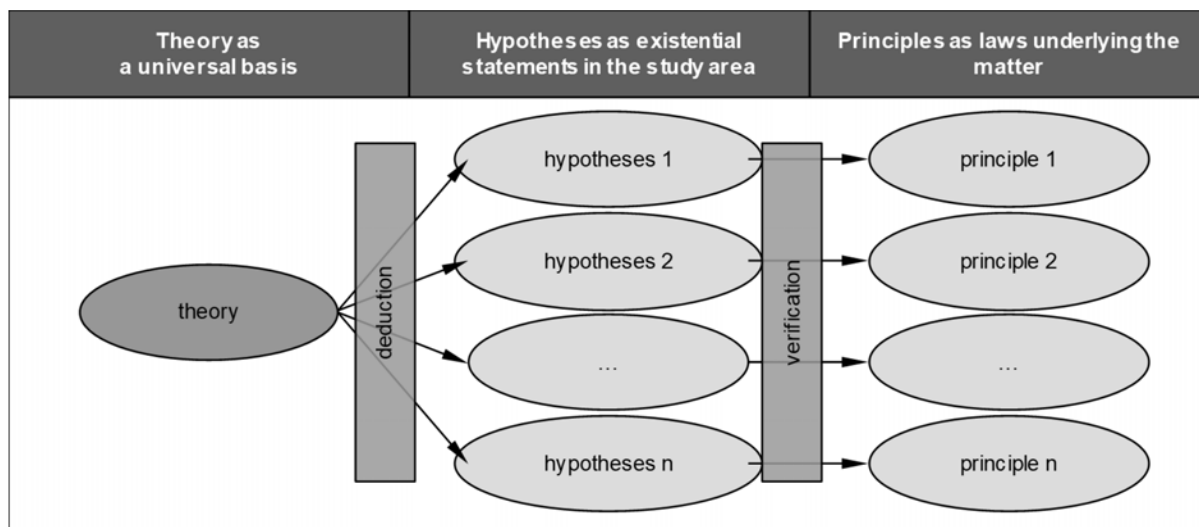 Theory as
a universal basis
Hypotheses as existential
statements in the study area
Principles as laws underlying the
matter
theory
deduction
hypotheses 1
hypotheses 2
...
hypotheses n
verification
principle 1
principle 2
...
principle n